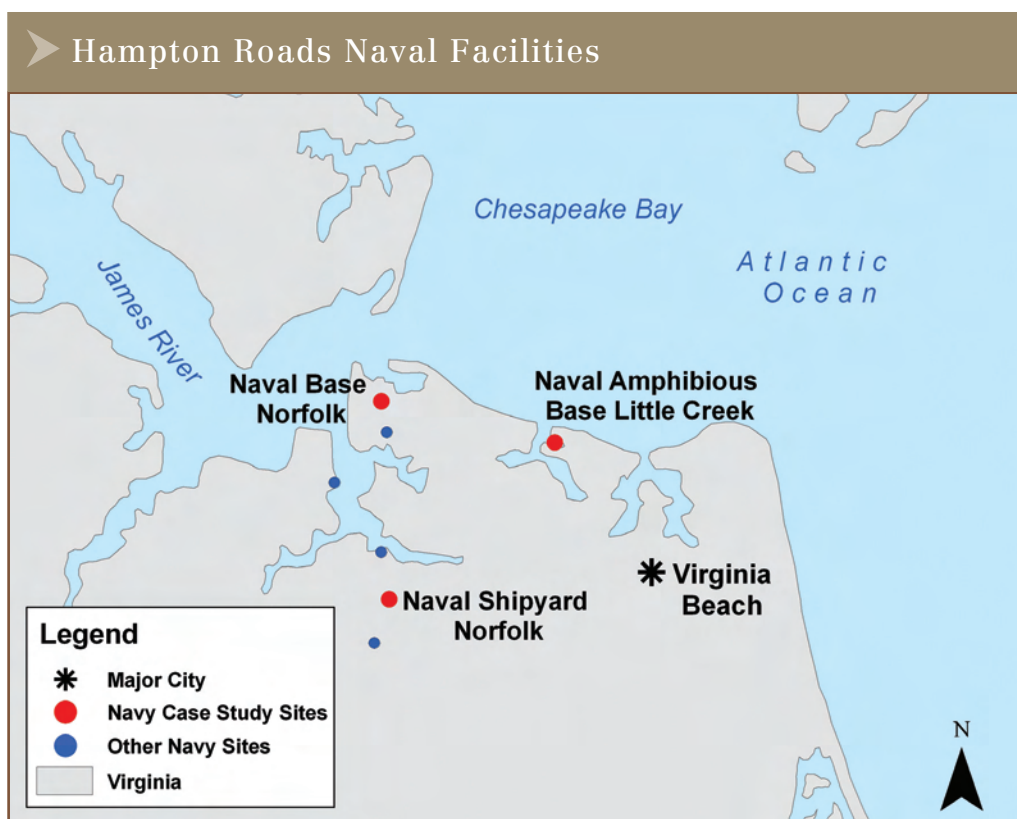 Hampton Roads Naval Facilities
Chesapeake Bay
Atlantic
Ocean
James River
Naval Base
Norfolk
Naval Amphibious
Base Little Creek
Virginia
Beach
Naval Shipyard
Norfolk
Legend
Major City
Navy Case Study Sites
Other Navy Sites
Virginia
N